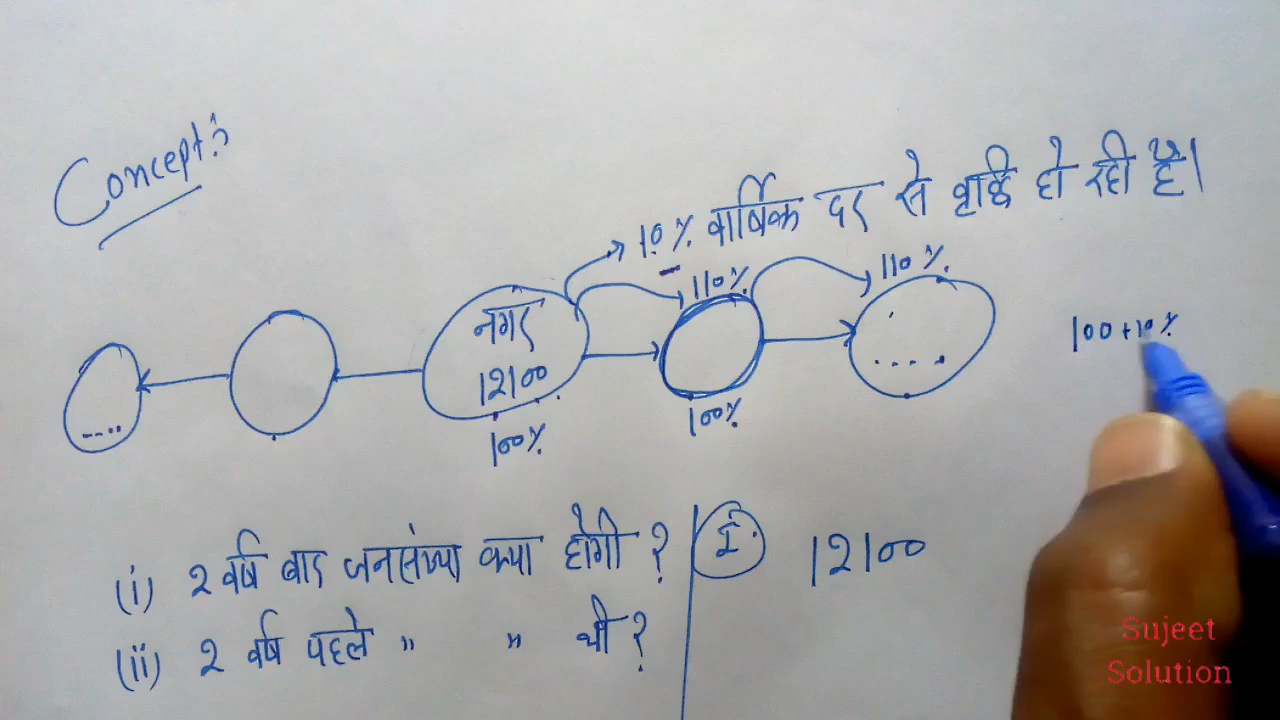 Concept:
10% वार्षिक दर से वृद्धि हो रही है।
110%
110%
नगर
12100
....
....
100%
100%
100+10%
(i) 2 वर्ष बाद जनसंख्या क्या होगी ?
(ii) 2 वर्ष पहले " " थी ?
I.
12100
Sujeet
Solution